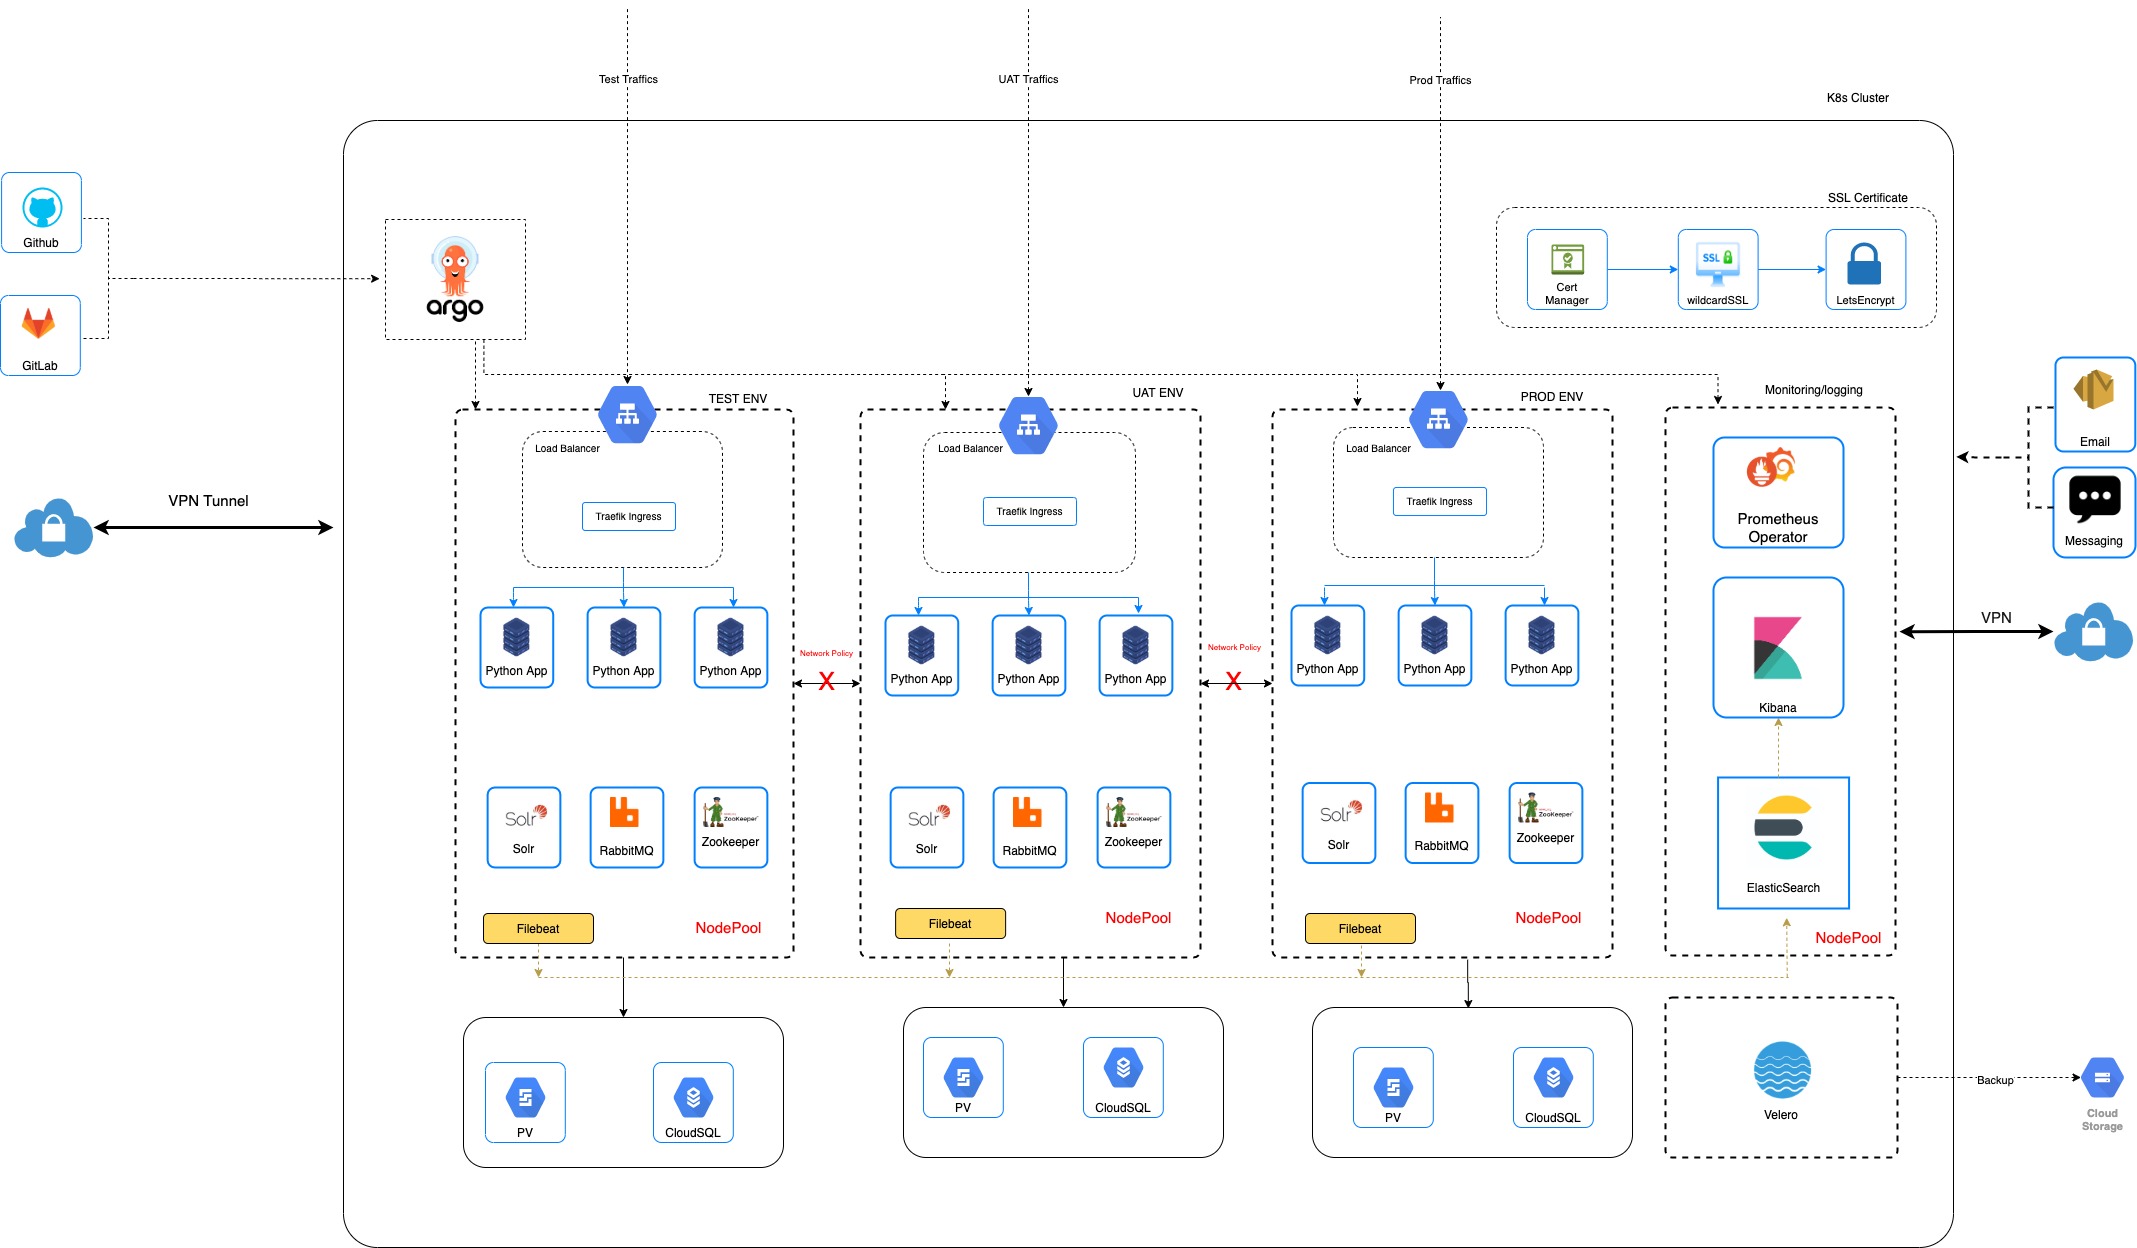 Test Traffics
UAT Traffics
Prod Traffics
K8s Cluster
Github
GitLab
argo
SSL Certificate
Cert
Manager
SSL
wildcardSSL
LetsEncrypt
TEST ENV
UAT ENV
PROD ENV
Monitoring/logging
Load Balancer
Load Balancer
Load Balancer
Traefik Ingress
Traefik Ingress
Traefik Ingress
Prometheus
Operator
Email
Messaging
VPN Tunnel
VPN
Python App
Python App
Python App
Network Policy
X
Python App
Python App
Python App
Network Policy
X
Python App
Python App
Python App
Kibana
Solr
Solr
RabbitMQ
ZooKeeper
Zookeeper
Solr
Solr
RabbitMQ
ZooKeeper
Zookeeper
Solr
Solr
RabbitMQ
ZooKeeper
Zookeeper
ElasticSearch
Filebeat
NodePool
Filebeat
NodePool
Filebeat
NodePool
NodePool
PV
CloudSQL
PV
CloudSQL
PV
CloudSQL
Velero
Backup
Cloud
Storage